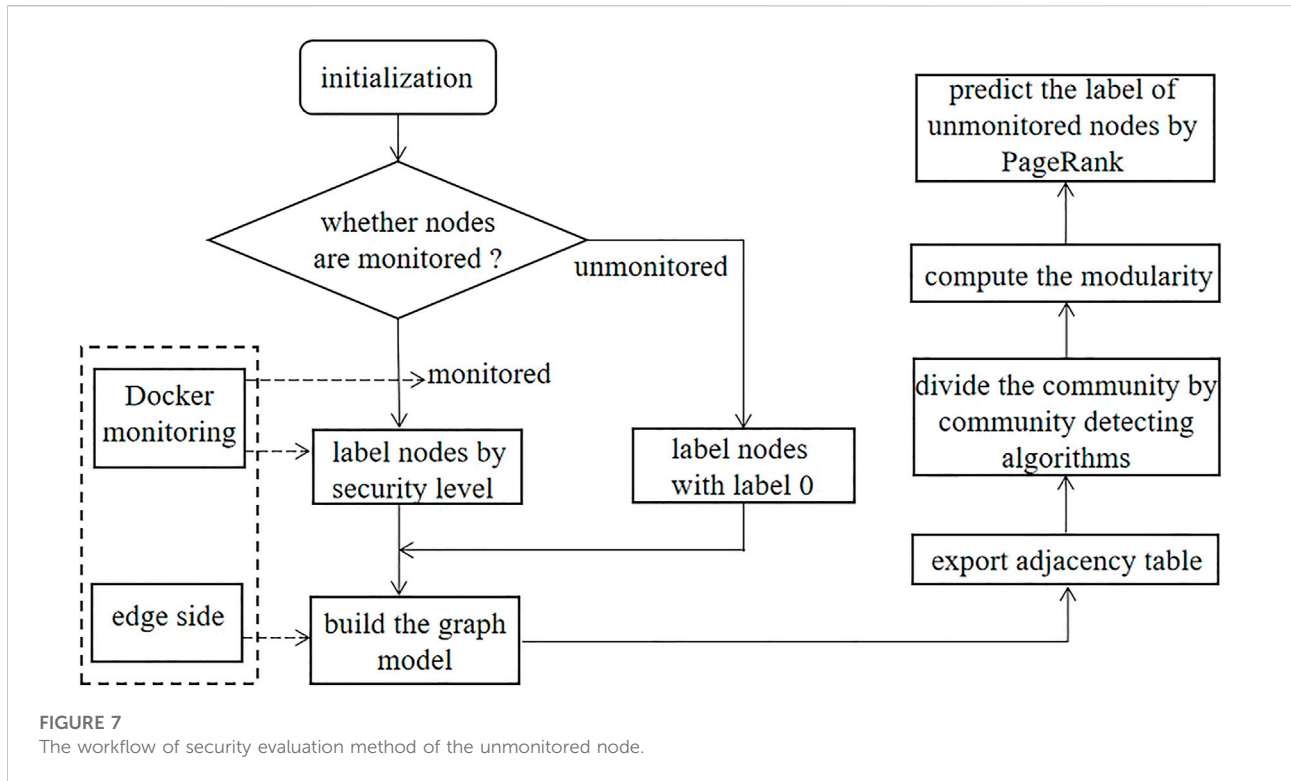 initialization
whether nodes
are monitored ?
unmonitored
monitored
Docker
monitoring
label nodes by
security level
label nodes
with label 0
edge side
build the graph
model
predict the label of
unmonitored nodes by
PageRank
compute the modularity
divide the community by
community detecting
algorithms
export adjacency table
FIGURE 7
The workflow of security evaluation method of the unmonitored node.